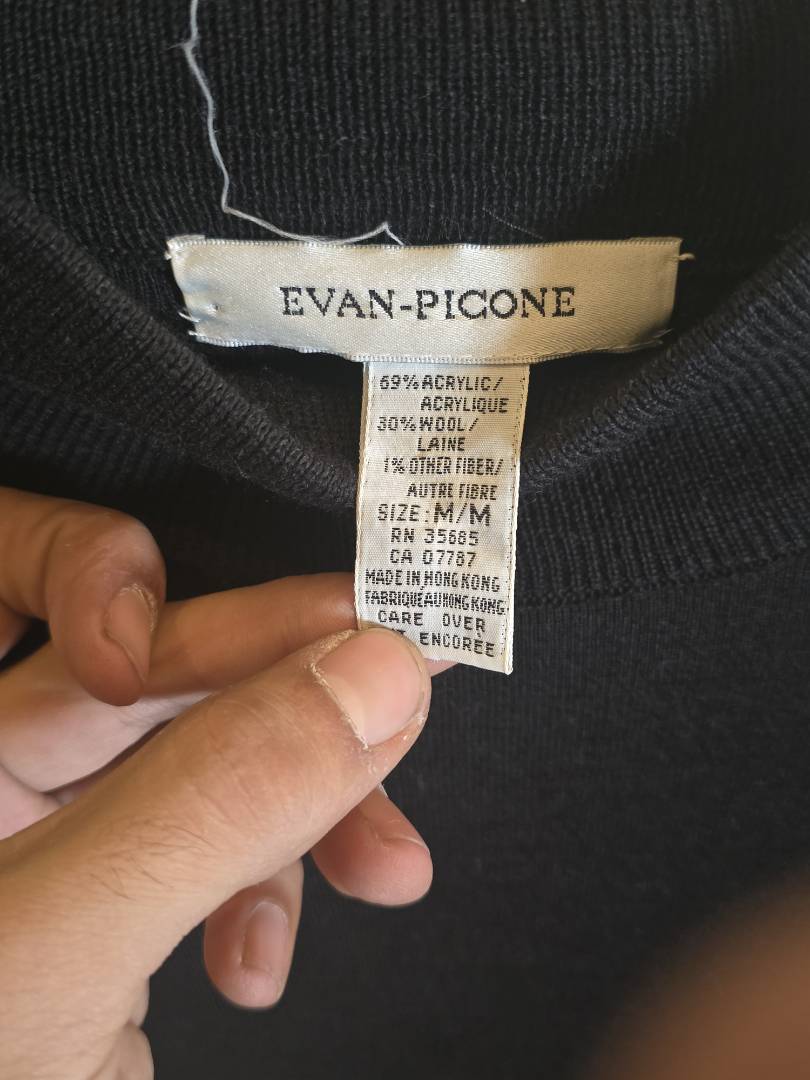 EVAN-PICONE
69% ACRYLIC/
ACRYLIQUE
30% WOOL/
LAINE
1% OTHER FIBER/
AUTRE FIBRE
SIZE: M/M
RN 35685
CA 07787
MADE IN HONG KONG
FABRIQUÉ AU HONG KONG
CARE OVER
ENCORÉE